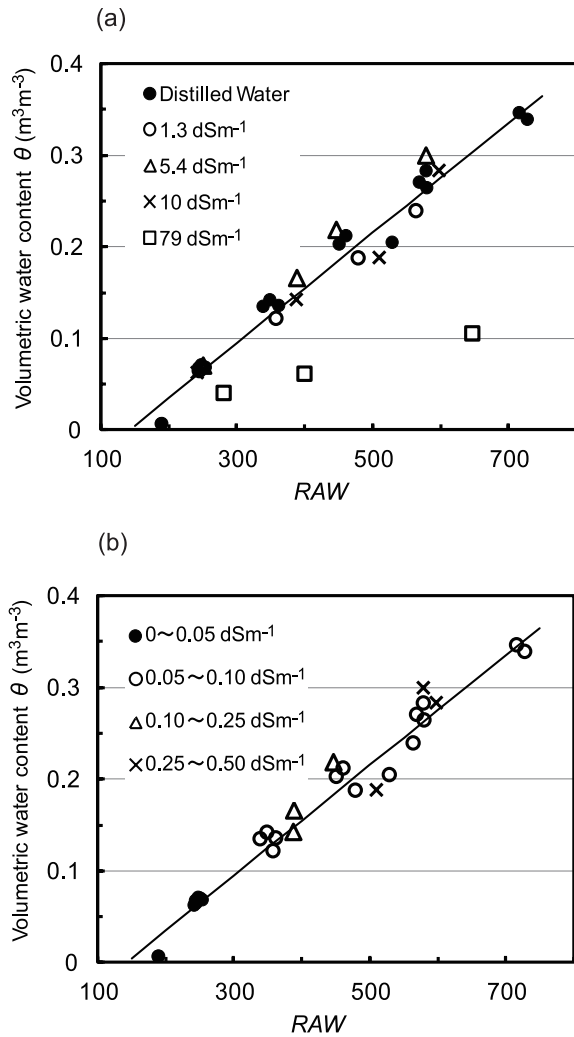 (a)
Volumetric water content θ (m³m⁻³)
0.4
0.3
0.2
0.1
0
Distilled Water
1.3 dSm⁻¹
5.4 dSm⁻¹
10 dSm⁻¹
79 dSm⁻¹
100 300 500 700
RAW
(b)
Volumetric water content θ (m³m⁻³)
0.4
0.3
0.2
0.1
0
0～0.05 dSm⁻¹
0.05～0.10 dSm⁻¹
0.10～0.25 dSm⁻¹
0.25～0.50 dSm⁻¹
100 300 500 700
RAW